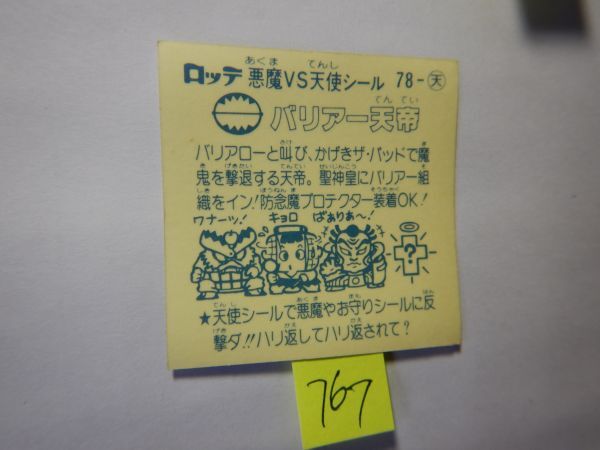 ロッテ 悪魔VS天使シール 78-天
バリアー天帝
バリアローと叫び、かげきザ・バッドで魔
鬼を撃退する天帝。聖神皇にバリアー組
織をイン!防念魔プロテクター装着OK!
ワナーッ! キョロ ばぁりあ〜!
?
★天使シールで悪魔やお守りシールに反
撃ダ!!ハリ返してハリ返されて?
767